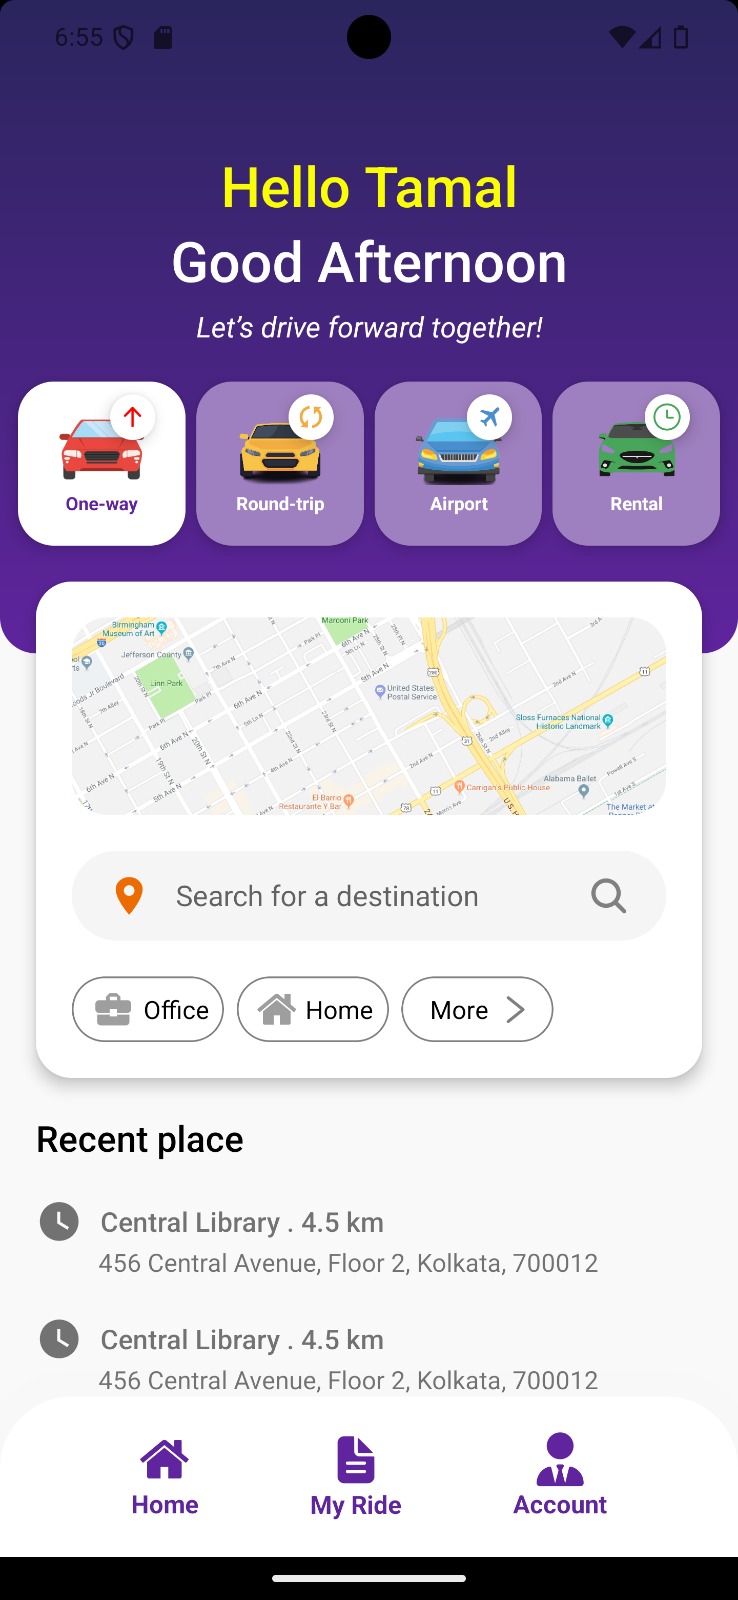 6:55
Hello Tamal
Good Afternoon
Let's drive forward together!
One-way
Round-trip
Airport
Rental
Birmingham
Museum of Art
Marconi Park
Jefferson County
Linn Park
United States
Postal Service
Sloss Furnaces National
Historic Landmark
Alabama Ballet
Carrigan's Public House
El Barrio
Restaurante Y Bar
The Market at
Search for a destination
Office
Home
More
Recent place
Central Library . 4.5 km
456 Central Avenue, Floor 2, Kolkata, 700012
Central Library . 4.5 km
456 Central Avenue, Floor 2, Kolkata, 700012
Home
My Ride
Account